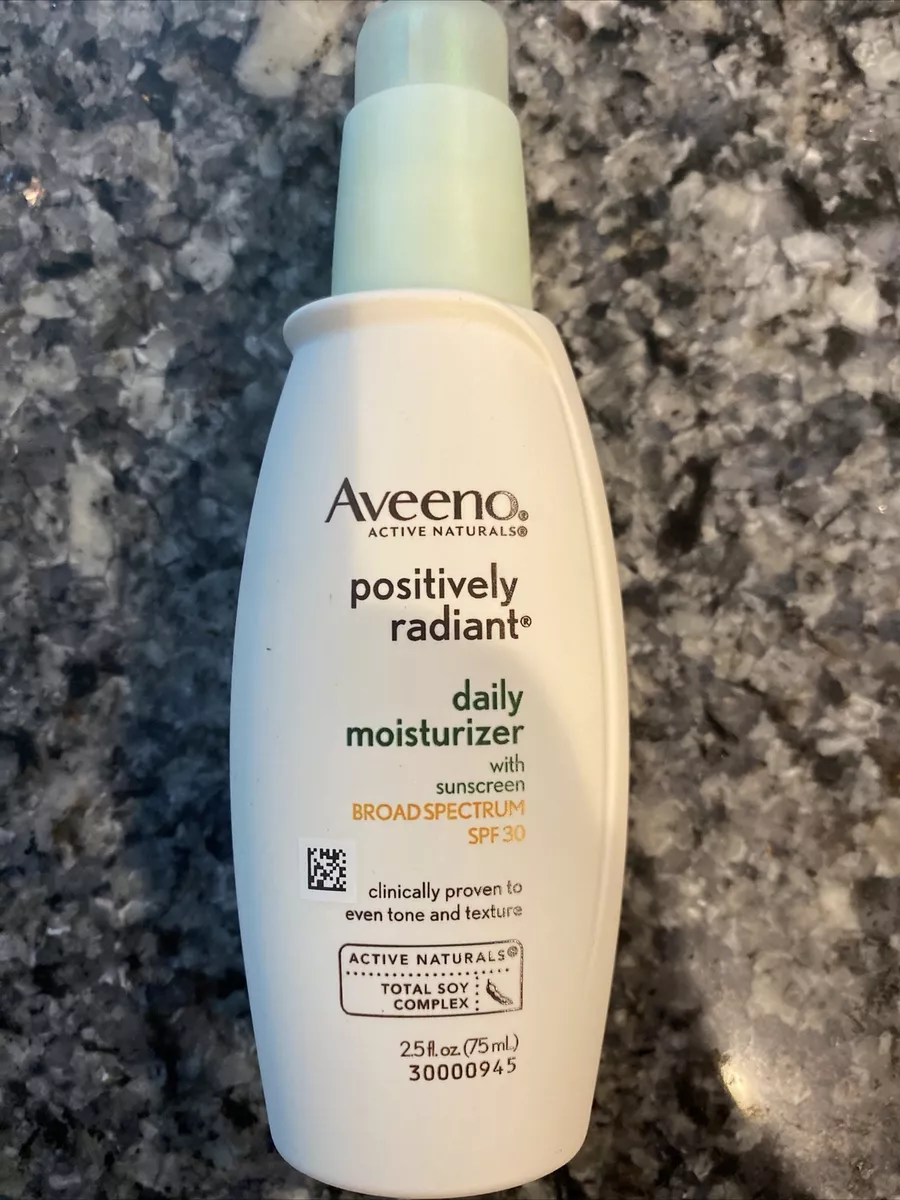 Aveeno®
ACTIVE NATURALS®
positively
radiant®
daily
moisturizer
with
sunscreen
BROAD SPECTRUM
SPF 30
clinically proven to
even tone and texture
ACTIVE NATURALS®
TOTAL SOY
COMPLEX
2.5 fl. oz. (75 mL)
30000945